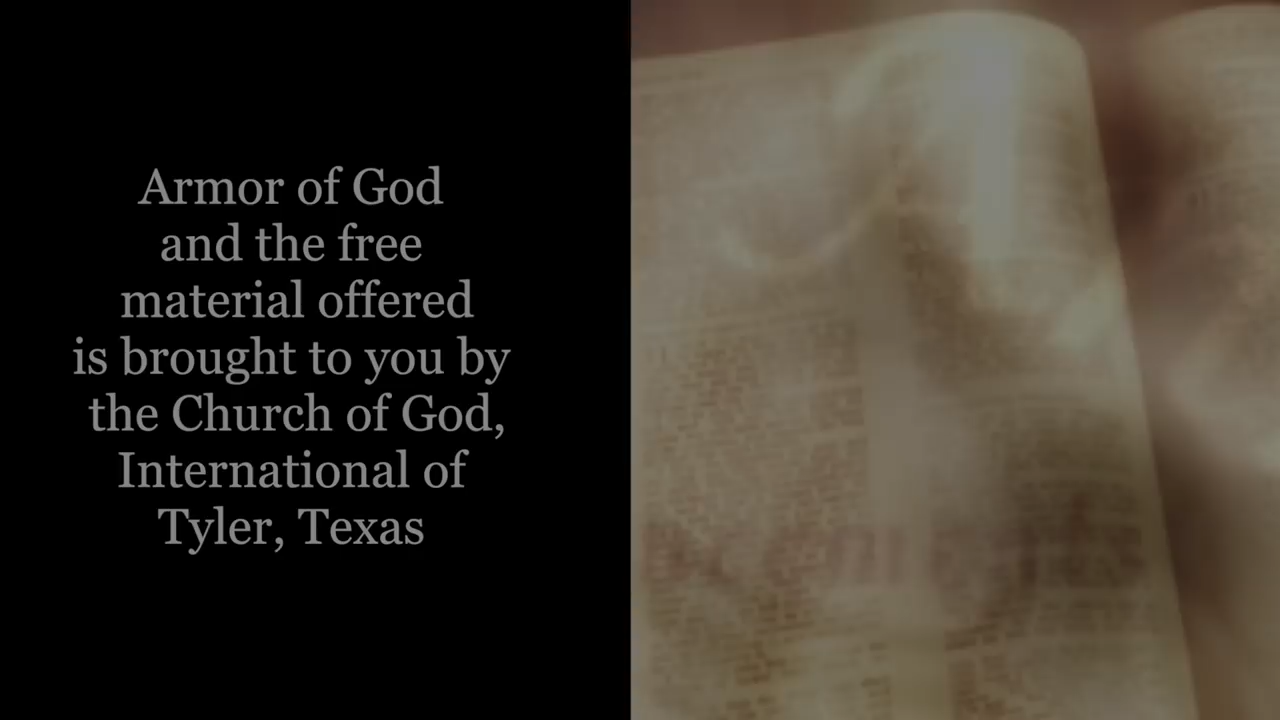 Armor of God
and the free
material offered
is brought to you by
the Church of God,
International of
Tyler, Texas